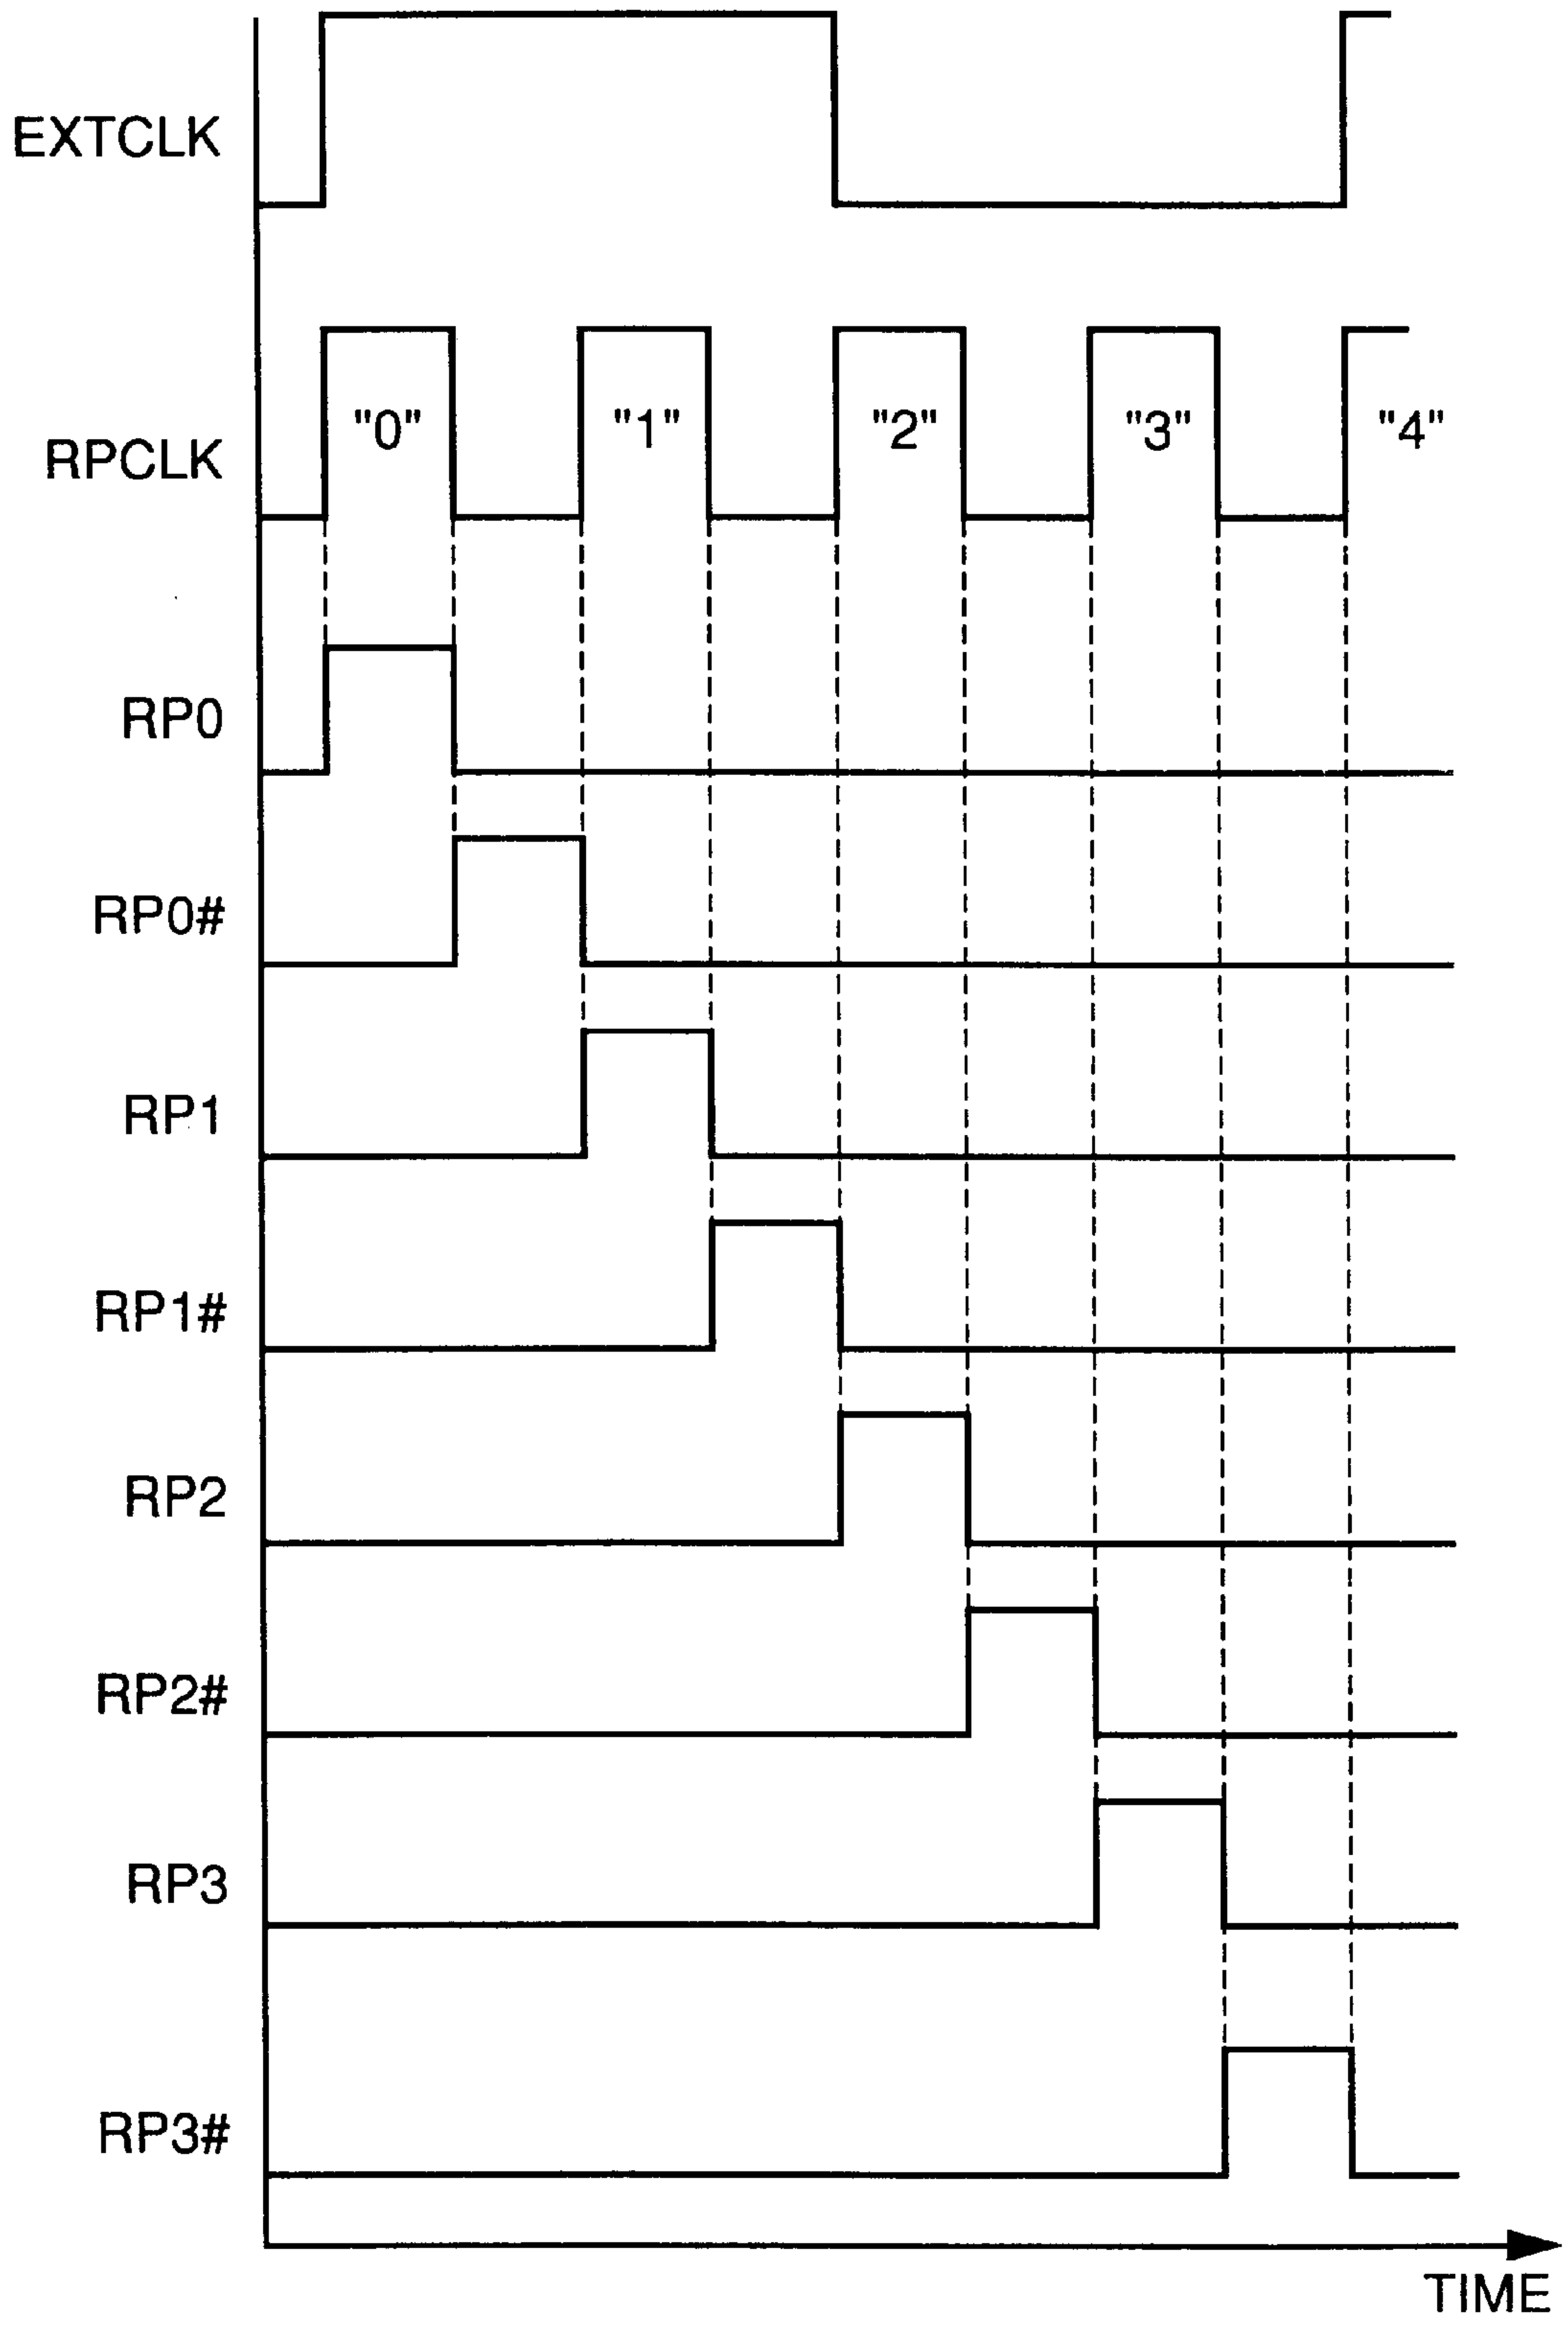 EXTCLK
"0" "1" "2" "3" "4"
RPCLK
RP0
RP0#
RP1
RP1#
RP2
RP2#
RP3
RP3#
TIME